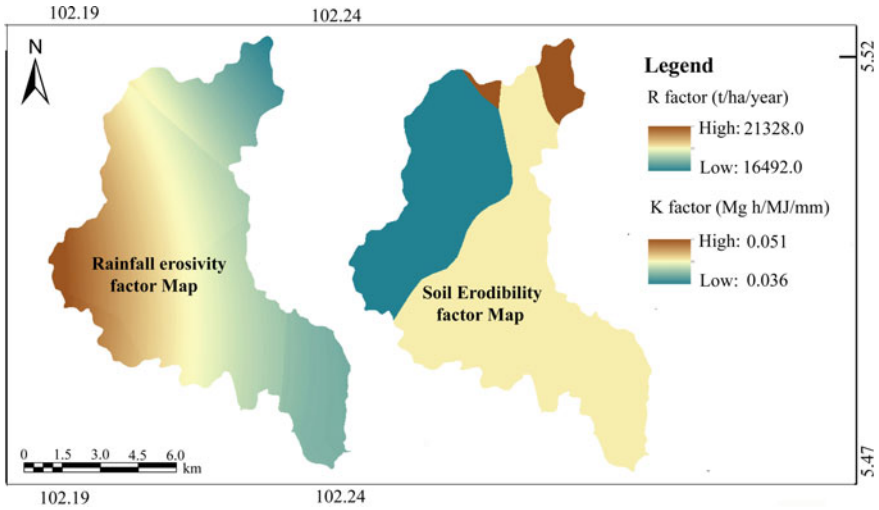 102.19
102.24
N
5.52
Legend
R factor (t/ha/year)
High: 21328.0
Low: 16492.0
K factor (Mg h/MJ/mm)
High: 0.051
Low: 0.036
Rainfall erosivity
factor Map
Soil Erodibility
factor Map
0 1.5 3.0 4.5 6.0
km
5.47
102.19
102.24